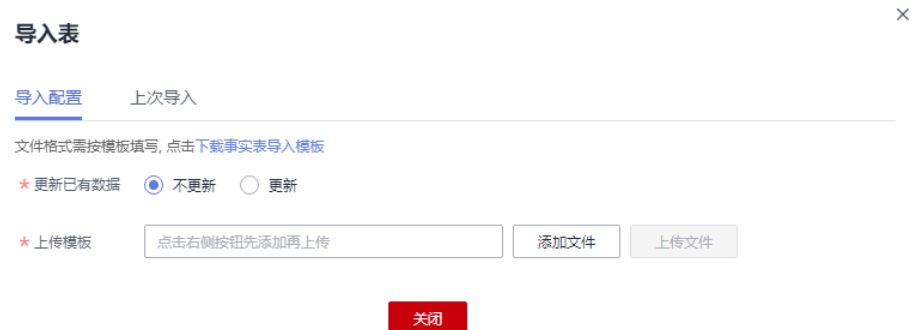 导入表
导入配置 上次导入
文件格式需按模板填写, 点击下载事实表导入模板
* 更新已有数据 不更新 更新
* 上传模板 点击右侧按钮先添加再上传 添加文件 上传文件
关闭